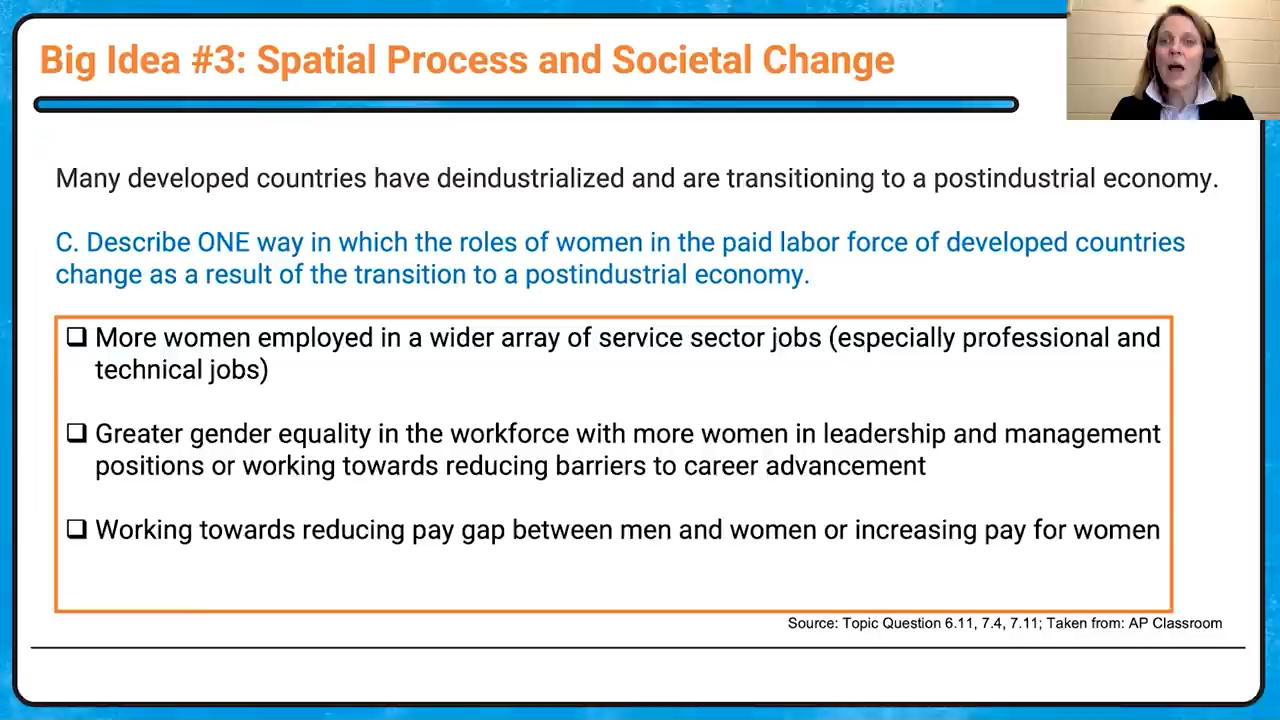 Big Idea #3: Spatial Process and Societal Change
Many developed countries have deindustrialized and are transitioning to a postindustrial economy.
C. Describe ONE way in which the roles of women in the paid labor force of developed countries
change as a result of the transition to a postindustrial economy.
❑ More women employed in a wider array of service sector jobs (especially professional and
technical jobs)
❑ Greater gender equality in the workforce with more women in leadership and management
positions or working towards reducing barriers to career advancement
❑ Working towards reducing pay gap between men and women or increasing pay for women
Source: Topic Question 6.11, 7.4, 7.11; Taken from: AP Classroom